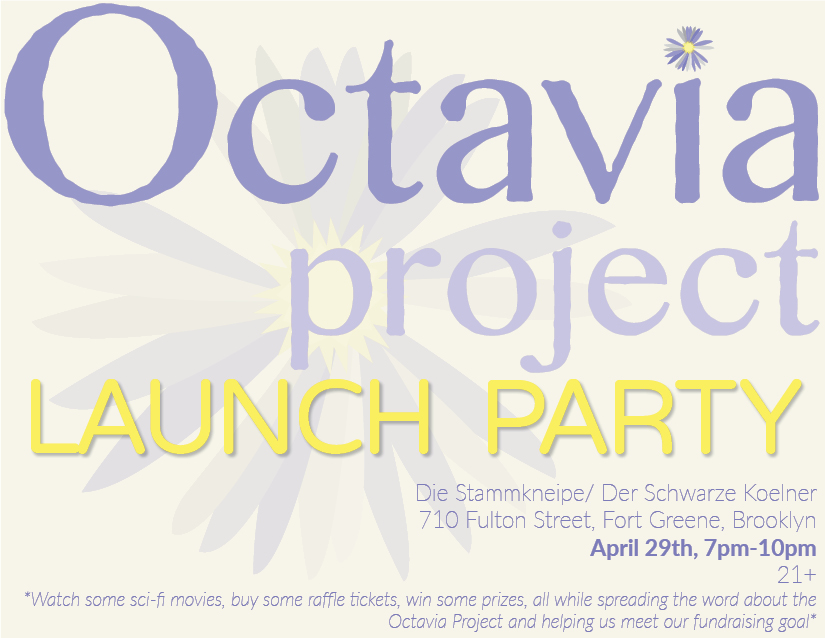 Octavia
project
LAUNCH PARTY
Die Stammkneipe/ Der Schwarze Koelner
710 Fulton Street, Fort Greene, Brooklyn
April 29th, 7pm-10pm
21+
*Watch some sci-fi movies, buy some raffle tickets, win some prizes, all while spreading the word about the
Octavia Project and helping us meet our fundraising goal*